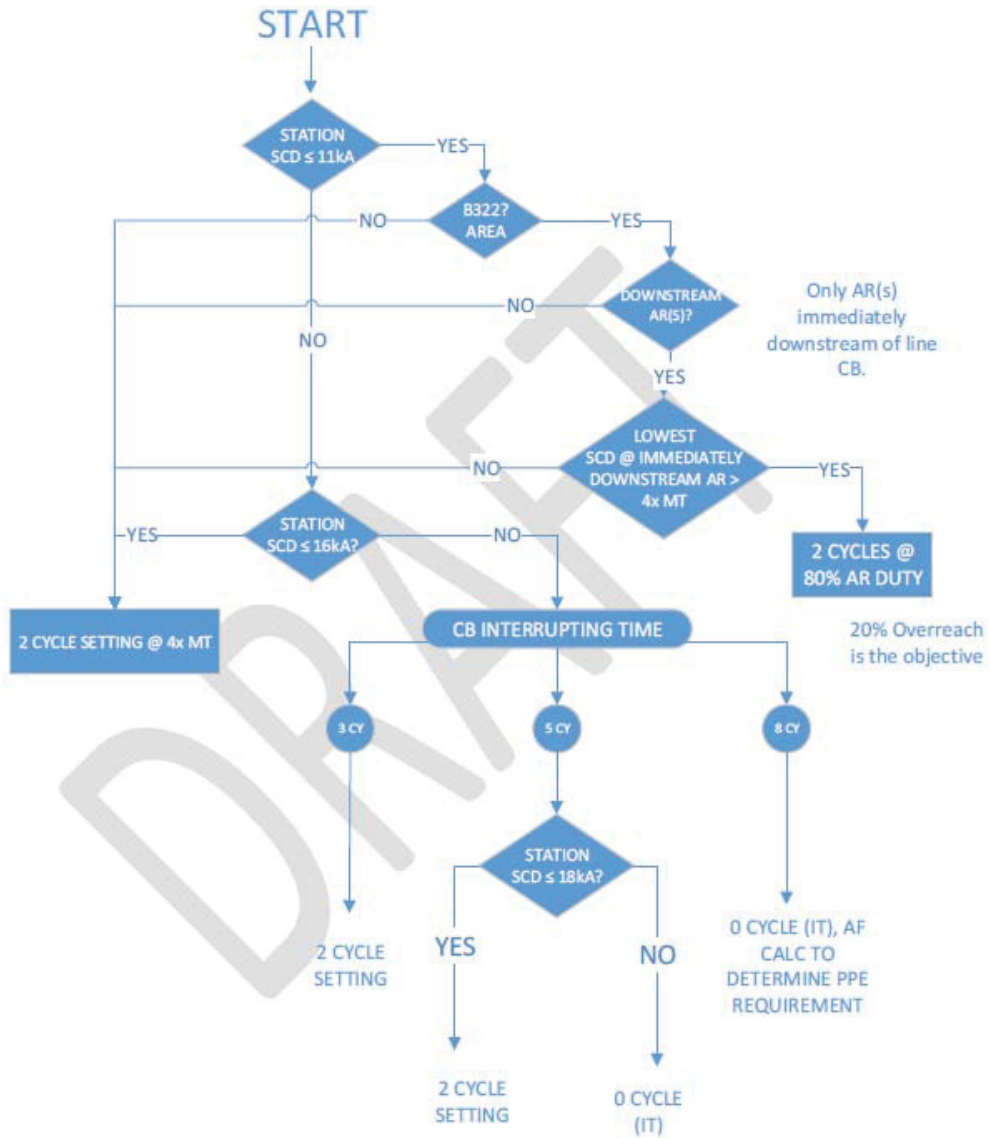 START
STATION
SCD ≤ 11kA
YES
B322?
AREA
NO
YES
DOWNSTREAM
AR(S)?
NO
Only AR(s)
immediately
downstream of line
CB.
NO
YES
LOWEST
SCD @ IMMEDIATELY
DOWNSTREAM AR >
4x MT
NO
YES
STATION
SCD ≤ 16kA?
YES
NO
2 CYCLES @
80% AR DUTY
2 CYCLE SETTING @ 4x MT
CB INTERRUPTING TIME
20% Overreach
is the objective
3 CY
5 CY
8 CY
STATION
SCD ≤ 18kA?
YES
NO
2 CYCLE
SETTING
0 CYCLE (IT), AF
CALC TO
DETERMINE PPE
REQUIREMENT
2 CYCLE
SETTING
0 CYCLE
(IT)
DRAFT